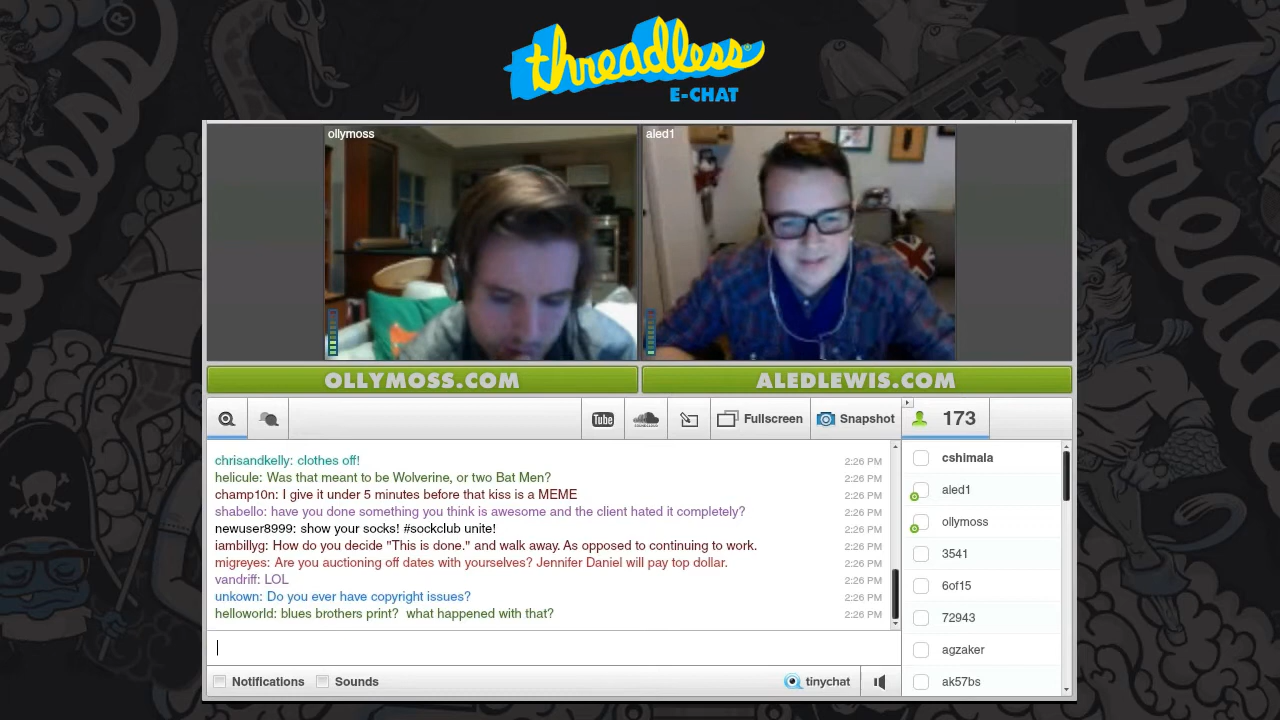 threadless
E-CHAT
ollymoss
aled1
OLLYMOSS.COM
ALEDLEWIS.COM
Tube
Fullscreen
Snapshot
173
chrisandkelly: clothes off!
2:26 PM
helicule: Was that meant to be Wolverine, or two Bat Men?
2:26 PM
champ10n: I give it under 5 minutes before that kiss is a MEME
2:26 PM
shabello: have you done something you think is awesome and the client hated it completely?
2:26 PM
newuser8999: show your socks! #sockclub unite!
2:26 PM
iambillyg: How do you decide "This is done." and walk away. As opposed to continuing to work.
2:26 PM
migreyes: Are you auctioning off dates with yourselves? Jennifer Daniel will pay top dollar.
2:26 PM
vandriff: LOL
2:26 PM
unkown: Do you ever have copyright issues?
2:26 PM
helloworld: blues brothers print?  what happened with that?
2:26 PM
cshimala
aled1
ollymoss
3541
6of15
72943
agzaker
ak57bs
Notifications
Sounds
tinychat